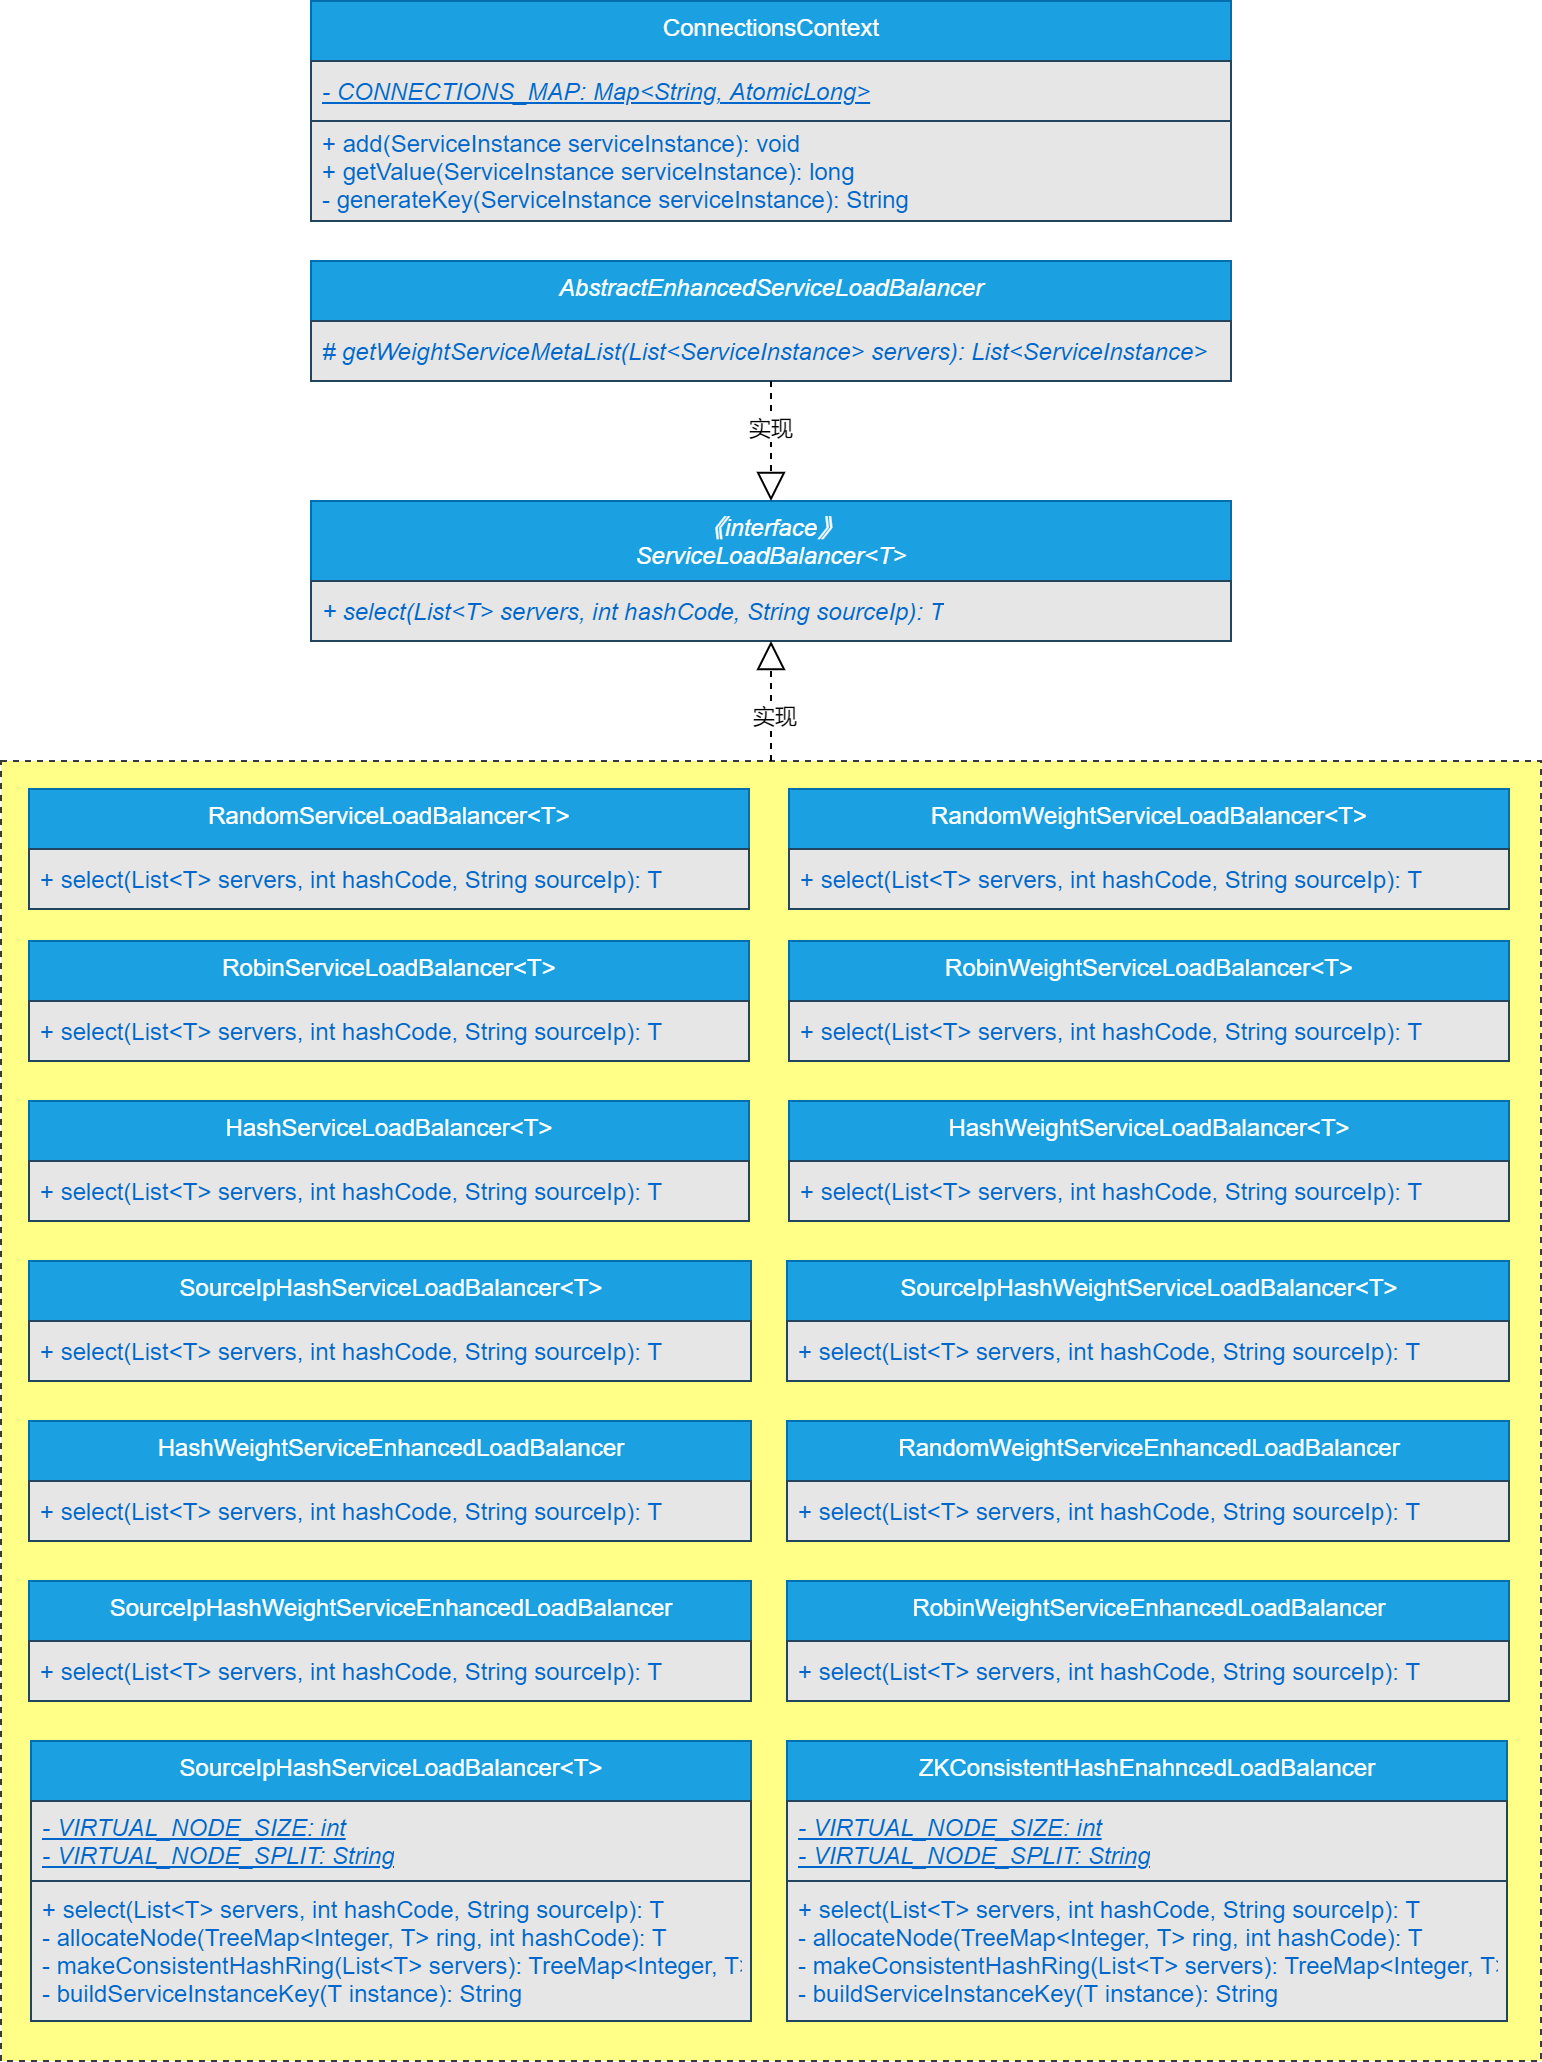 ConnectionsContext
- CONNECTIONS_MAP: Map<String, AtomicLong>
+ add(ServiceInstance serviceInstance): void
+ getValue(ServiceInstance serviceInstance): long
- generateKey(ServiceInstance serviceInstance): String
AbstractEnhancedServiceLoadBalancer
# getWeightServiceMetaList(List<ServiceInstance> servers): List<ServiceInstance>
实现
《interface》
ServiceLoadBalancer<T>
+ select(List<T> servers, int hashCode, String sourceIp): T
实现
RandomServiceLoadBalancer<T>
+ select(List<T> servers, int hashCode, String sourceIp): T
RandomWeightServiceLoadBalancer<T>
+ select(List<T> servers, int hashCode, String sourceIp): T
RobinServiceLoadBalancer<T>
+ select(List<T> servers, int hashCode, String sourceIp): T
RobinWeightServiceLoadBalancer<T>
+ select(List<T> servers, int hashCode, String sourceIp): T
HashServiceLoadBalancer<T>
+ select(List<T> servers, int hashCode, String sourceIp): T
HashWeightServiceLoadBalancer<T>
+ select(List<T> servers, int hashCode, String sourceIp): T
SourceIpHashServiceLoadBalancer<T>
+ select(List<T> servers, int hashCode, String sourceIp): T
SourceIpHashWeightServiceLoadBalancer<T>
+ select(List<T> servers, int hashCode, String sourceIp): T
HashWeightServiceEnhancedLoadBalancer
+ select(List<T> servers, int hashCode, String sourceIp): T
RandomWeightServiceEnhancedLoadBalancer
+ select(List<T> servers, int hashCode, String sourceIp): T
SourceIpHashWeightServiceEnhancedLoadBalancer
+ select(List<T> servers, int hashCode, String sourceIp): T
RobinWeightServiceEnhancedLoadBalancer
+ select(List<T> servers, int hashCode, String sourceIp): T
SourceIpHashServiceLoadBalancer<T>
- VIRTUAL_NODE_SIZE: int
- VIRTUAL_NODE_SPLIT: String
+ select(List<T> servers, int hashCode, String sourceIp): T
- allocateNode(TreeMap<Integer, T> ring, int hashCode): T
- makeConsistentHashRing(List<T> servers): TreeMap<Integer, T>
- buildServiceInstanceKey(T instance): String
ZKConsistentHashEnahncedLoadBalancer
- VIRTUAL_NODE_SIZE: int
- VIRTUAL_NODE_SPLIT: String
+ select(List<T> servers, int hashCode, String sourceIp): T
- allocateNode(TreeMap<Integer, T> ring, int hashCode): T
- makeConsistentHashRing(List<T> servers): TreeMap<Integer, T>
- buildServiceInstanceKey(T instance): String